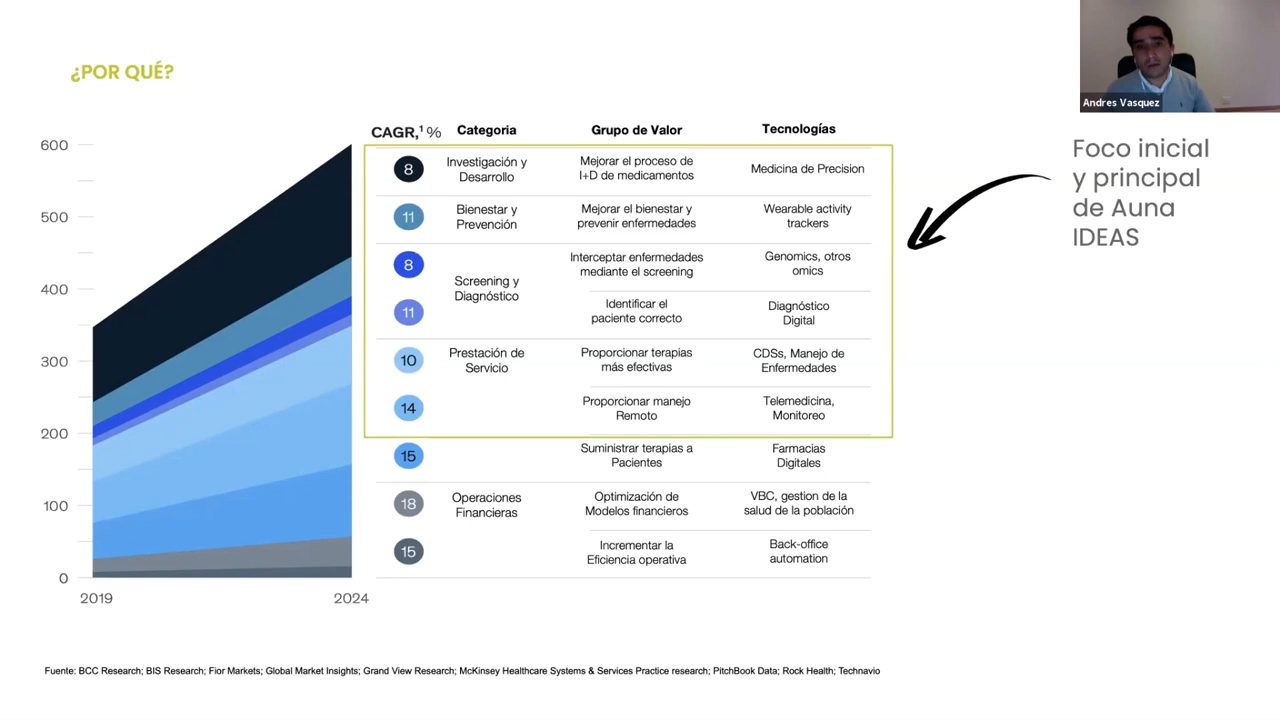 ¿POR QUÉ?
Andres Vasquez
Foco inicial
y principal
de Auna
IDEAS
CAGR,¹ %
Categoria
Grupo de Valor
Tecnologías
8
Investigación y
Desarrollo
Mejorar el proceso de
I+D de medicamentos
Medicina de Precision
11
Bienestar y
Prevención
Mejorar el bienestar y
prevenir enfermedades
Wearable activity
trackers
8
Screening y
Diagnóstico
Interceptar enfermedades
mediante el screening
Genomics, otros
omics
11
Identificar el
paciente correcto
Diagnóstico
Digital
10
Prestación de
Servicio
Proporcionar terapias
más efectivas
CDSs, Manejo de
Enfermedades
14
Proporcionar manejo
Remoto
Telemedicina,
Monitoreo
15
Suministrar terapias a
Pacientes
Farmacias
Digitales
18
Operaciones
Financieras
Optimización de
Modelos financieros
VBC, gestion de la
salud de la población
15
Incrementar la
Eficiencia operativa
Back-office
automation
600
500
400
300
200
100
0
2019
2024
Fuente: BCC Research; BIS Research; Fior Markets; Global Market Insights; Grand View Research; McKinsey Healthcare Systems & Services Practice research; PitchBook Data; Rock Health; Technavio